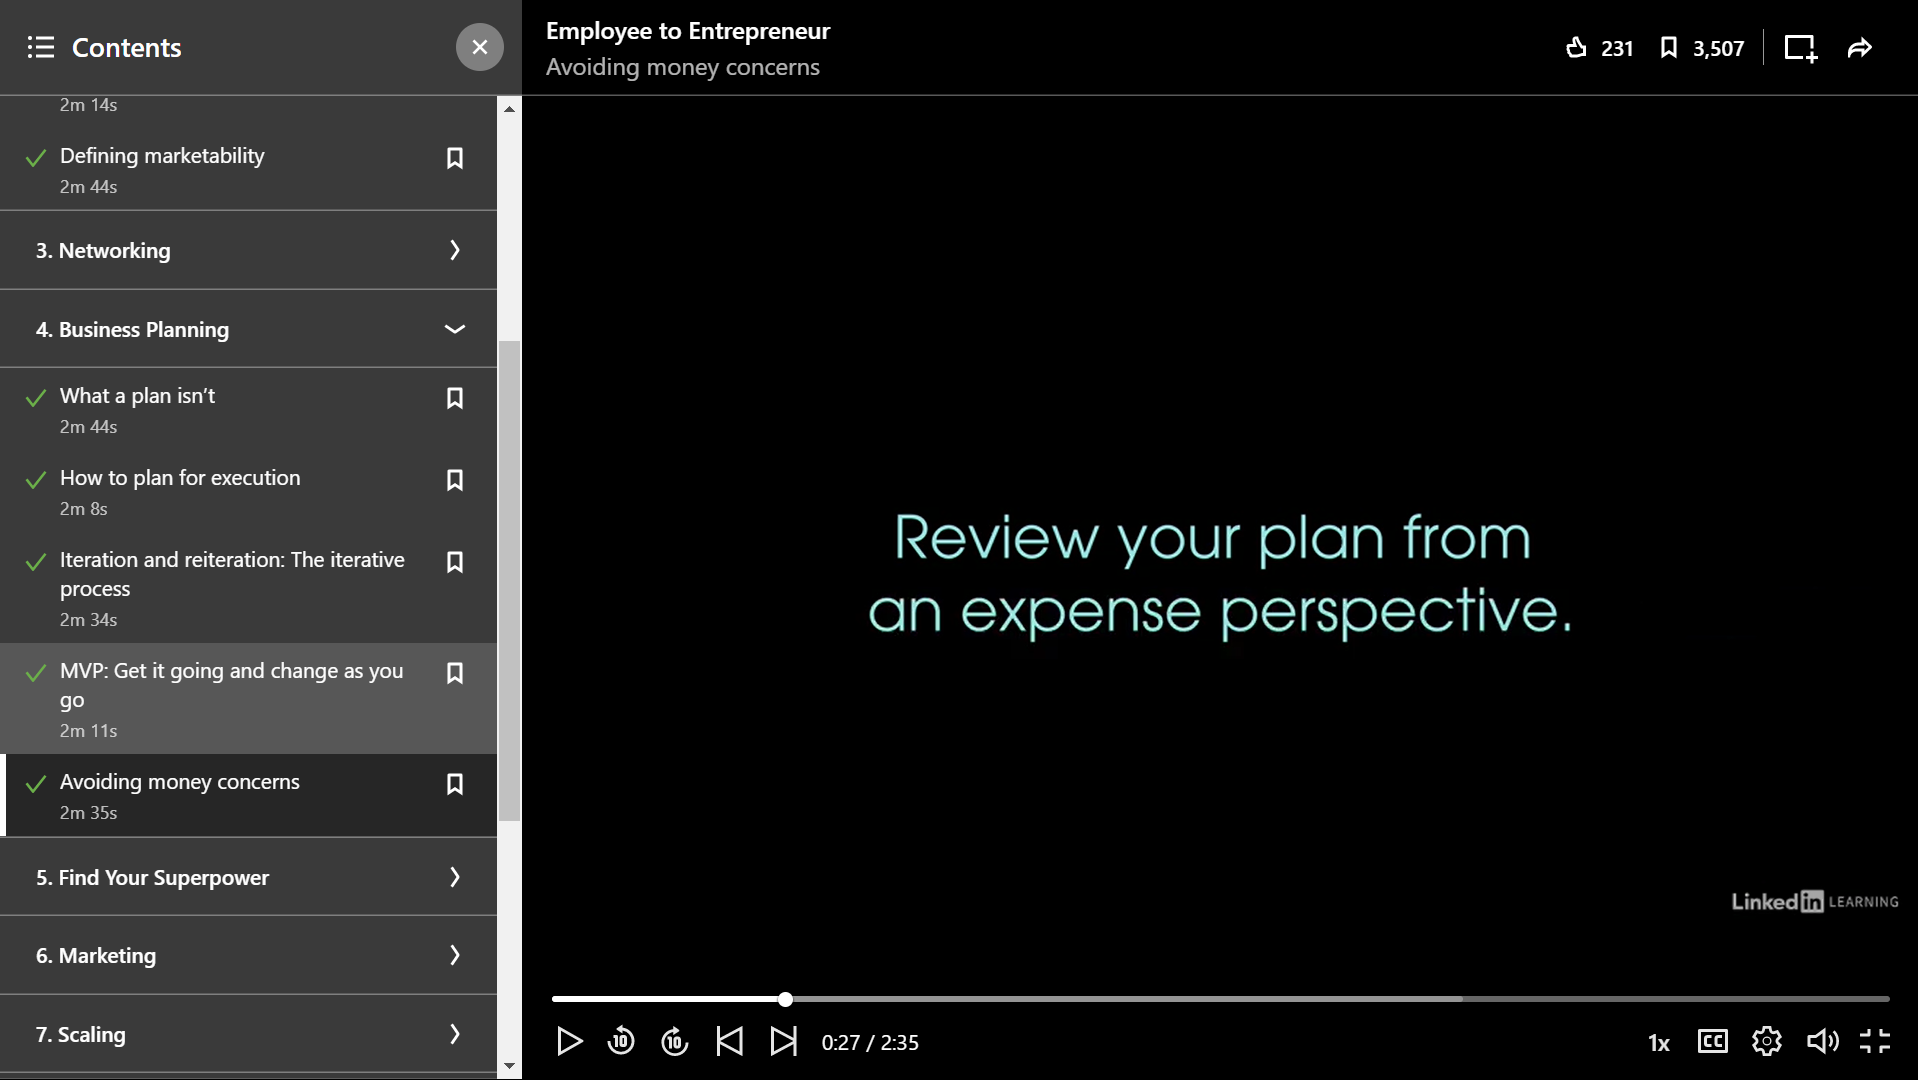 Contents
Employee to Entrepreneur
Avoiding money concerns
231
3,507
2m 14s
Defining marketability
2m 44s
3. Networking
4. Business Planning
What a plan isn’t
2m 44s
How to plan for execution
2m 8s
Iteration and reiteration: The iterative
process
2m 34s
MVP: Get it going and change as you
go
2m 11s
Avoiding money concerns
2m 35s
5. Find Your Superpower
6. Marketing
7. Scaling
Review your plan from
an expense perspective.
LinkedIn LEARNING
10
10
0:27 / 2:35
1x
CC